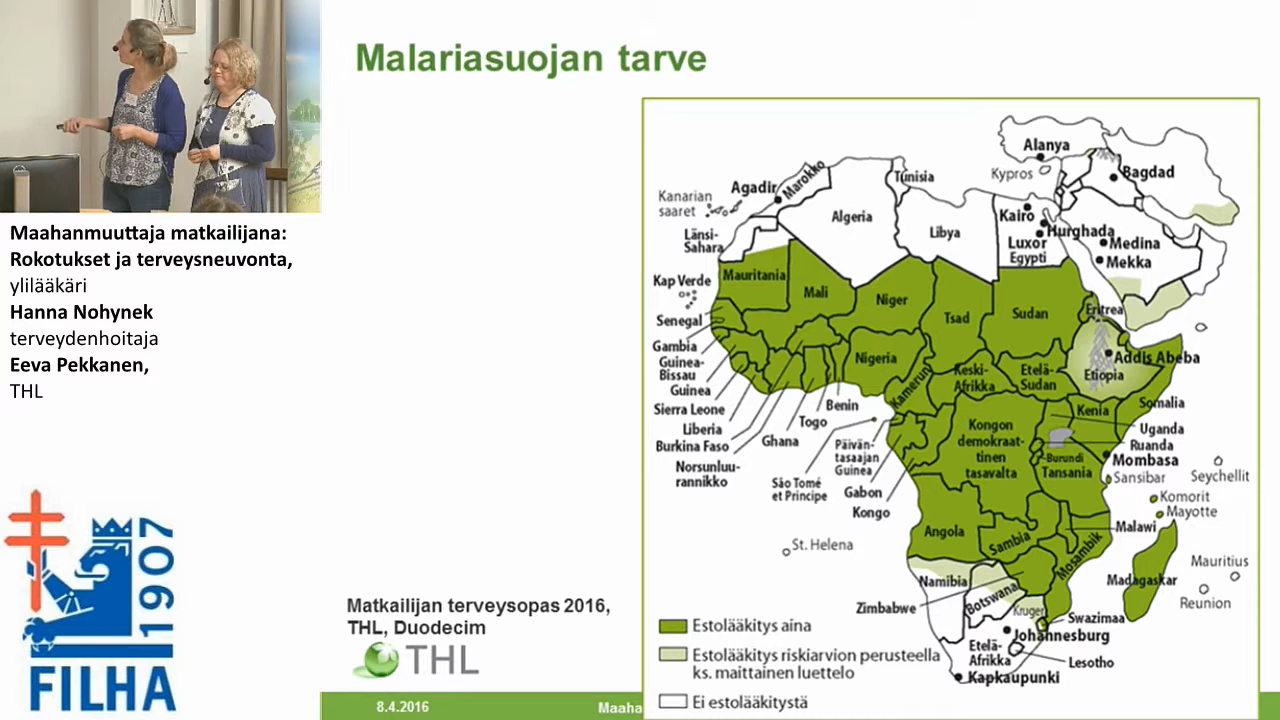 Malariasuojan tarve
Maahanmuuttaja matkailijana:
Rokotukset ja terveysneuvonta,
ylilääkäri
Hanna Nohynek
terveydenhoitaja
Eeva Pekkanen,
THL
1907
FILHA
Alanya
Kypros
Bagdad
Marokko
Tunisia
Kanarian
saaret
Agadir
Algeria
Libya
Kairo
Hurghada
Luxor
Egypti
Medina
Mekka
Länsi-
Sahara
Kap Verde
Mauritania
Mali
Niger
Tsad
Sudan
Eritrea
Senegal
Gambia
Guinea-
Bissau
Guinea
Sierra Leone
Liberia
Burkina Faso
Norsunluu-
rannikko
Ghana
Togo
Benin
Nigeria
Kamerun
Keski-
Afrikka
Etelä-
Sudan
Addis Abeba
Etiopia
Somalia
Kenia
Uganda
Ruanda
Burundi
Mombasa
Tansania
Sansibar
Seychellit
Päivän-
tasaajan
Guinea
São Tomé
et Principe
Gabon
Kongo
Kongon
demokraat-
tinen
tasavalta
Komorit
Mayotte
Angola
Sambia
Malawi
Mosambik
St. Helena
Mauritius
Reunion
Madagaskar
Namibia
Botswana
Zimbabwe
Kruger
Swazimaa
Johannesburg
Etelä-
Afrikka
Lesotho
Kapkaupunki
Estolääkitys aina
Estolääkitys riskiarvion perusteella
ks. maittainen luettelo
Ei estolääkitystä
Matkailijan terveysopas 2016,
THL, Duodecim
THL
8.4.2016
Maaha